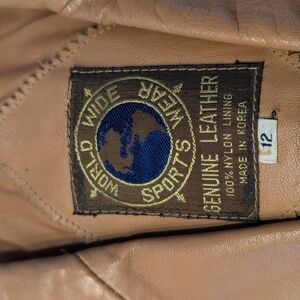 WORLD WIDE
SPORTS WEAR
GENUINE LEATHER
100% NYLON LINING
MADE IN KOREA
12